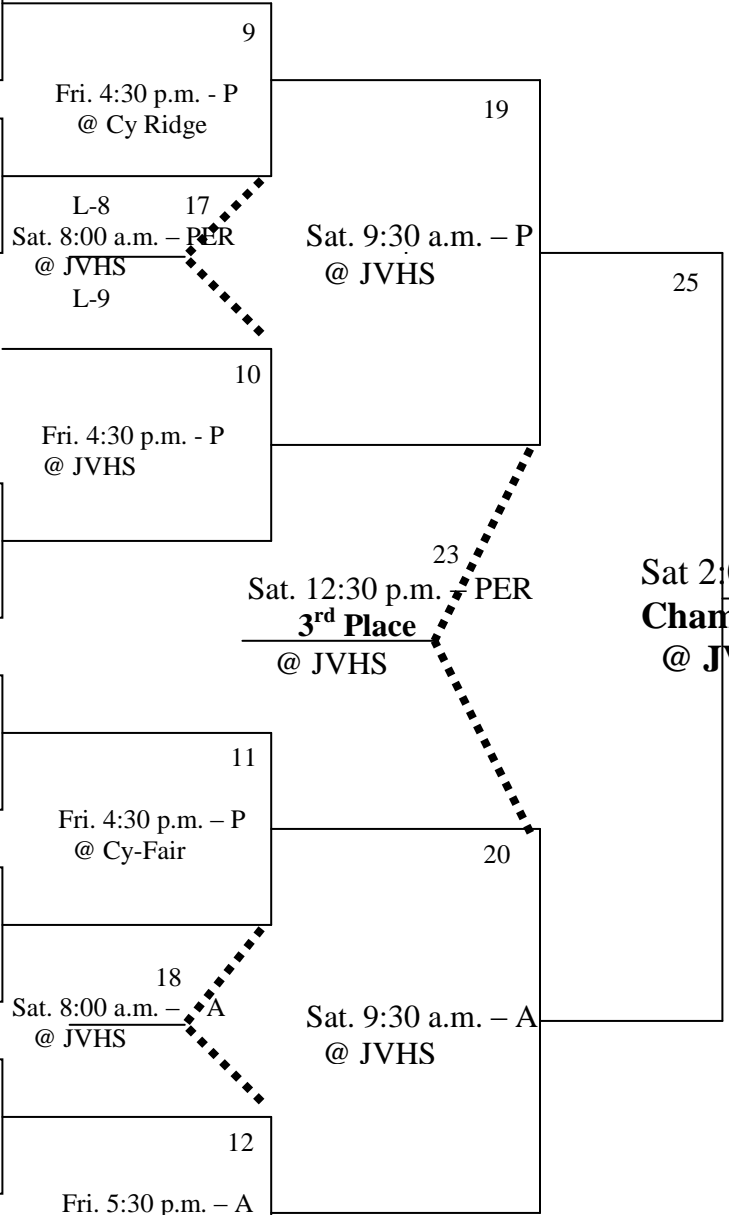 9
Fri. 4:30 p.m. - P
@ Cy Ridge
19
L-8 17
Sat. 8:00 a.m. – PER
@ JVHS
L-9
Sat. 9:30 a.m. – P
@ JVHS
25
10
Fri. 4:30 p.m. - P
@ JVHS
23
Sat. 12:30 p.m. – PER
3rd Place
@ JVHS
Sat 2:
11
Fri. 4:30 p.m. – P
@ Cy-Fair
20
18
Sat. 8:00 a.m. – A
@ JVHS
Sat. 9:30 a.m. – A
@ JVHS
12
Fri. 5:30 p.m. – A